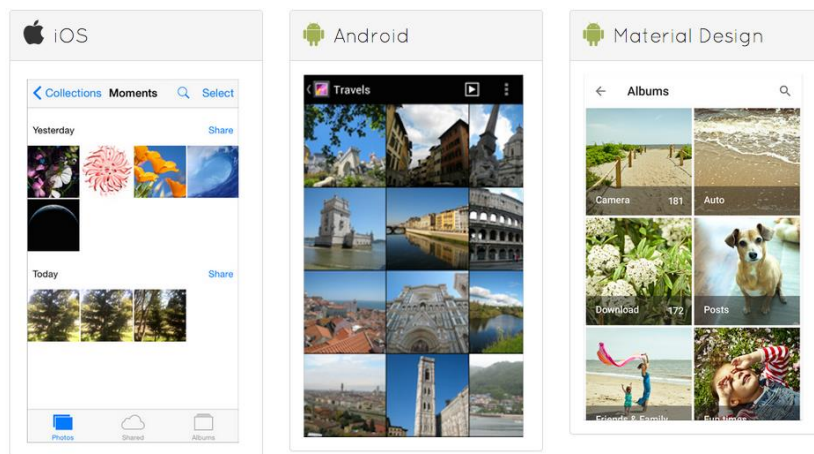 iOS
Collections Moments Select
Yesterday Share
Today Share
Photos Shared Albums
Android
Travels
Material Design
Albums
Camera 181 Auto
Download 172 Posts
Friends & Family Fun times